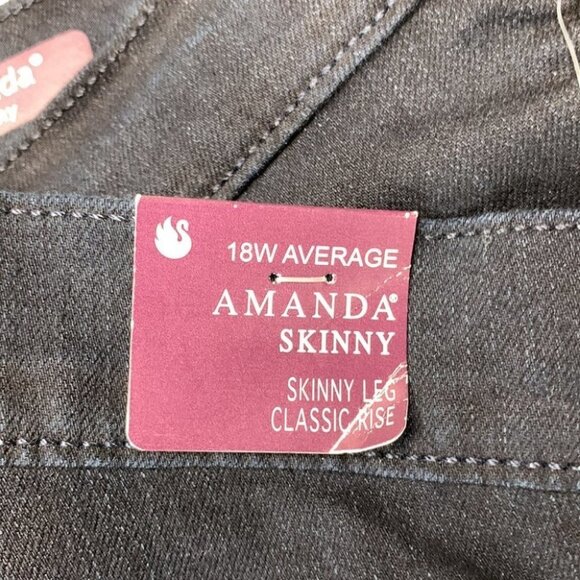 18W AVERAGE
AMANDA®
SKINNY
SKINNY LEG
CLASSIC RISE